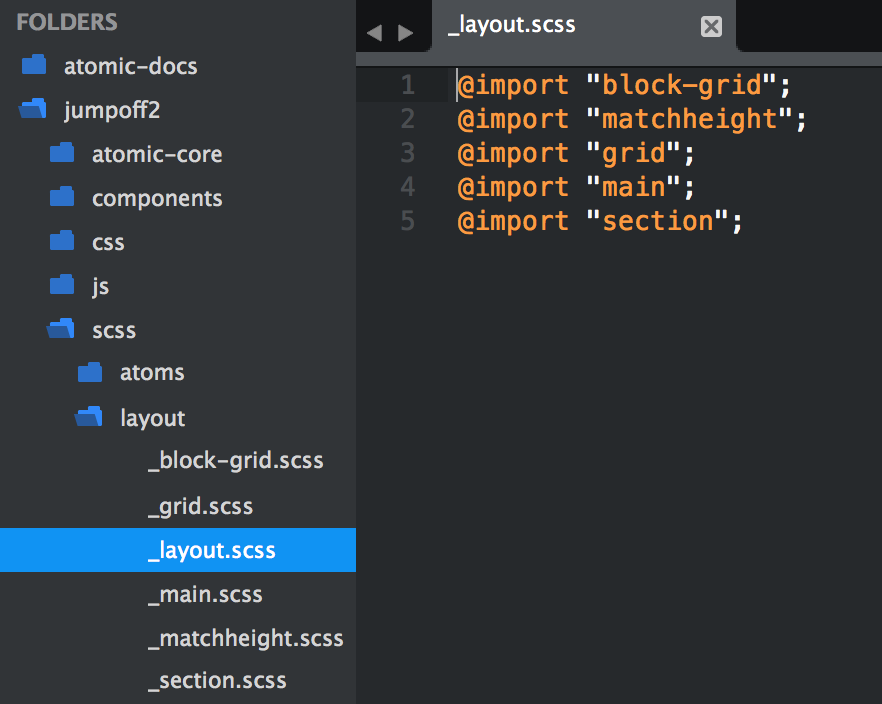 FOLDERS
atomic-docs
jumpoff2
atomic-core
components
css
js
scss
atoms
layout
_block-grid.scss
_grid.scss
_layout.scss
_main.scss
_matchheight.scss
_section.scss
_layout.scss
1 @import "block-grid";
2 @import "matchheight";
3 @import "grid";
4 @import "main";
5 @import "section";